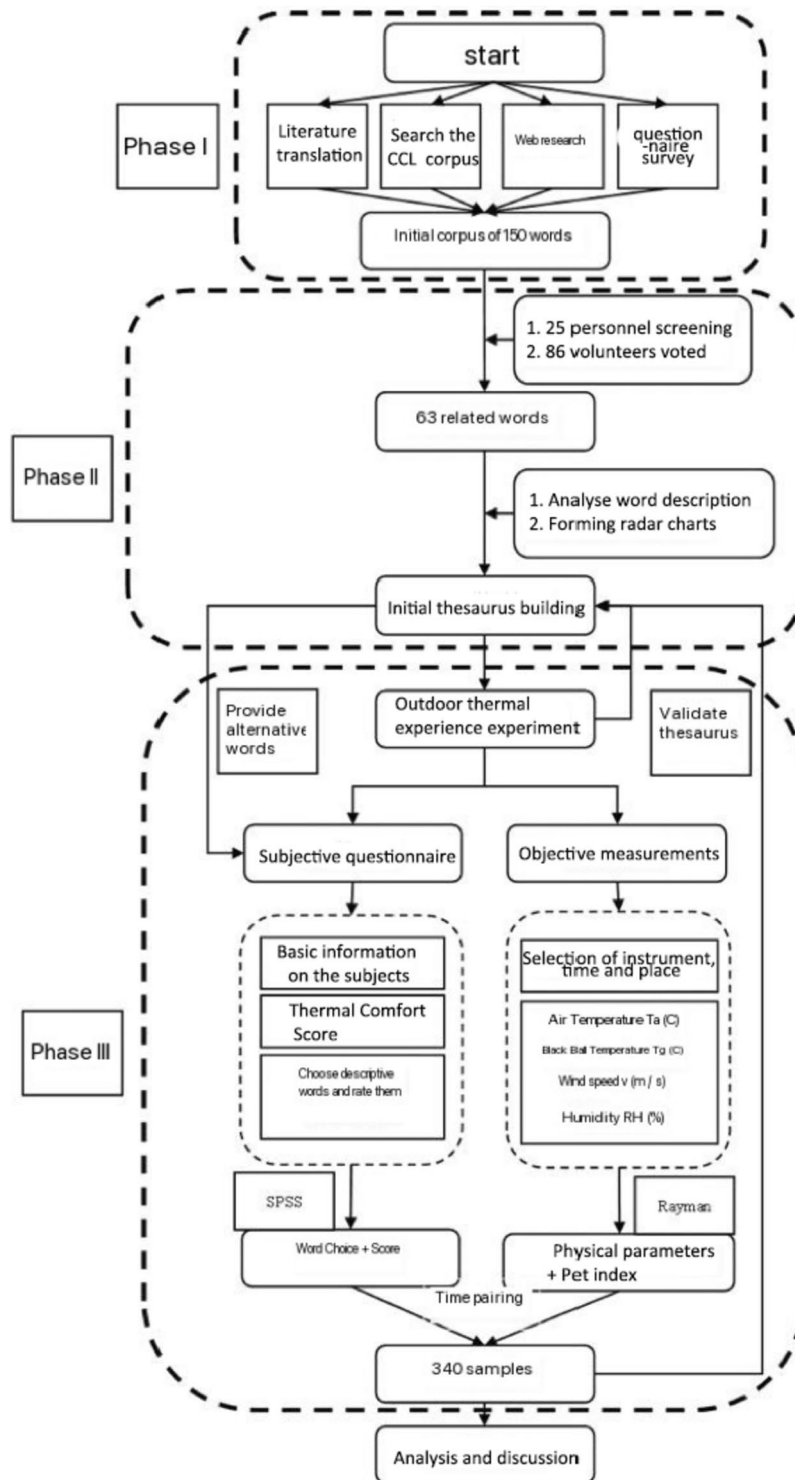 start
Phase I
Literature
translation
Search the
CCL corpus
Web research
question
-naire
survey
Initial corpus of 150 words
1. 25 personnel screening
2. 86 volunteers voted
63 related words
Phase II
1. Analyse word description
2. Forming radar charts
Initial thesaurus building
Provide
alternative
words
Outdoor thermal
experience experiment
Validate
thesaurus
Subjective questionnaire
Objective measurements
Phase III
Basic information
on the subjects
Thermal Comfort
Score
Choose descriptive
words and rate them
Selection of instrument,
time and place
Air Temperature Ta (C)
Black Ball Temperature Tg (C)
Wind speed v (m / s)
Humidity RH (%)
SPSS
Rayman
Word Choice + Score
Physical parameters
+ Pet index
Time pairing
340 samples
Analysis and discussion